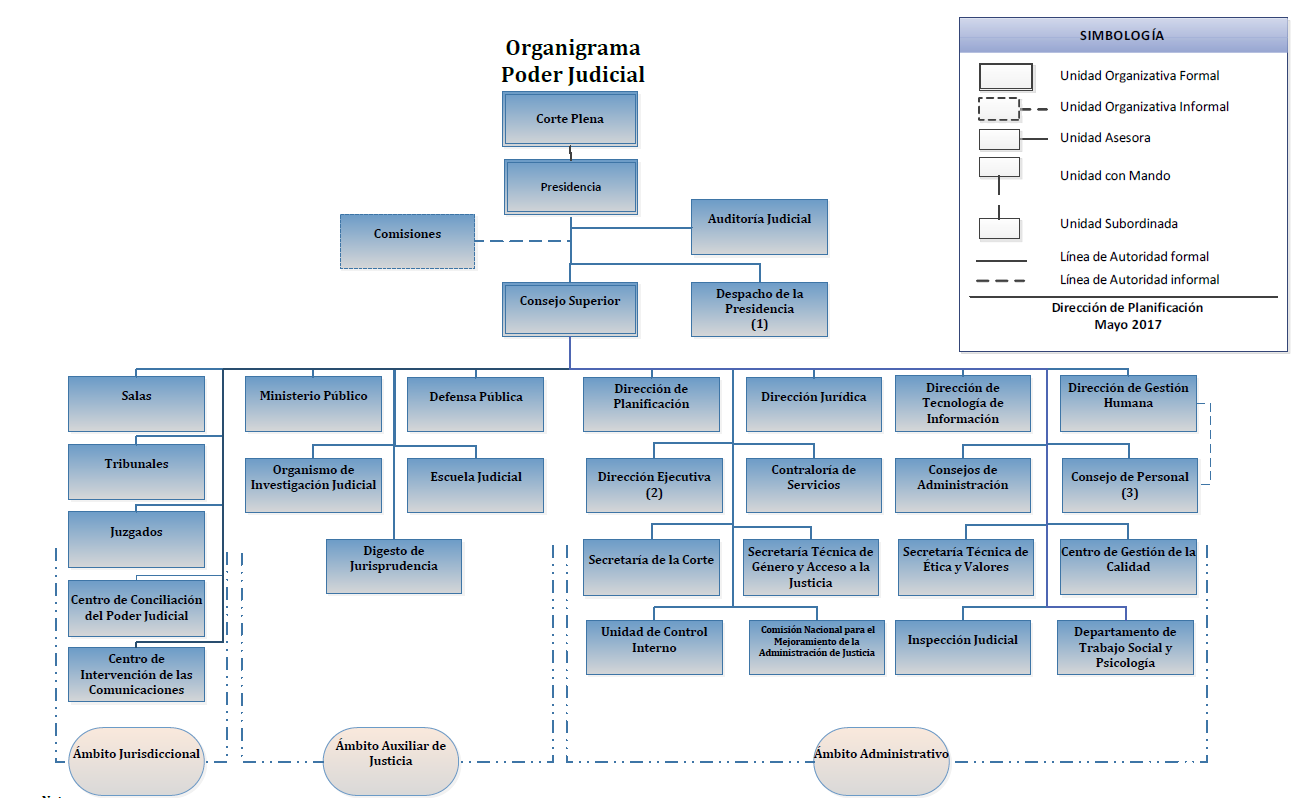 Organigrama
Poder Judicial
SIMBOLOGÍA
Unidad Organizativa Formal
Unidad Organizativa Informal
Unidad Asesora
Unidad con Mando
Unidad Subordinada
Línea de Autoridad formal
Línea de Autoridad informal
Dirección de Planificación
Mayo 2017
Corte Plena
Presidencia
Comisiones
Auditoría Judicial
Consejo Superior
Despacho de la
Presidencia
(1)
Salas
Tribunales
Juzgados
Centro de Conciliación
del Poder Judicial
Centro de
Intervención de las
Comunicaciones
Ámbito Jurisdiccional
Ministerio Público
Defensa Pública
Organismo de
Investigación Judicial
Escuela Judicial
Digesto de
Jurisprudencia
Ámbito Auxiliar de
Justicia
Dirección de
Planificación
Dirección Jurídica
Dirección de
Tecnología de
Información
Dirección de Gestión
Humana
Dirección Ejecutiva
(2)
Contraloría de
Servicios
Consejos de
Administración
Consejo de Personal
(3)
Secretaría de la Corte
Secretaría Técnica de
Género y Acceso a la
Justicia
Secretaría Técnica de
Ética y Valores
Centro de Gestión de la
Calidad
Unidad de Control
Interno
Comisión Nacional para el
Mejoramiento de la
Administración de Justicia
Inspección Judicial
Departamento de
Trabajo Social y
Psicología
Ámbito Administrativo